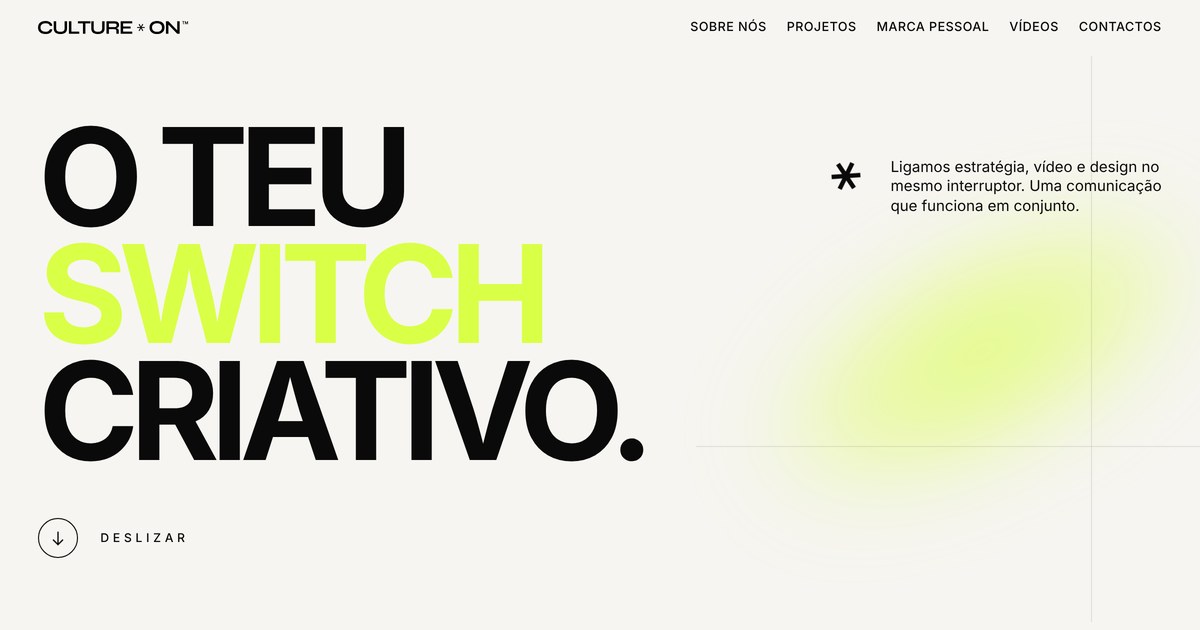 CULTURE * ON™
SOBRE NÓS PROJETOS MARCA PESSOAL VÍDEOS CONTACTOS
O TEU
SWITCH
CRIATIVO.
Ligamos estratégia, vídeo e design no
mesmo interruptor. Uma comunicação
que funciona em conjunto.
DESLIZAR